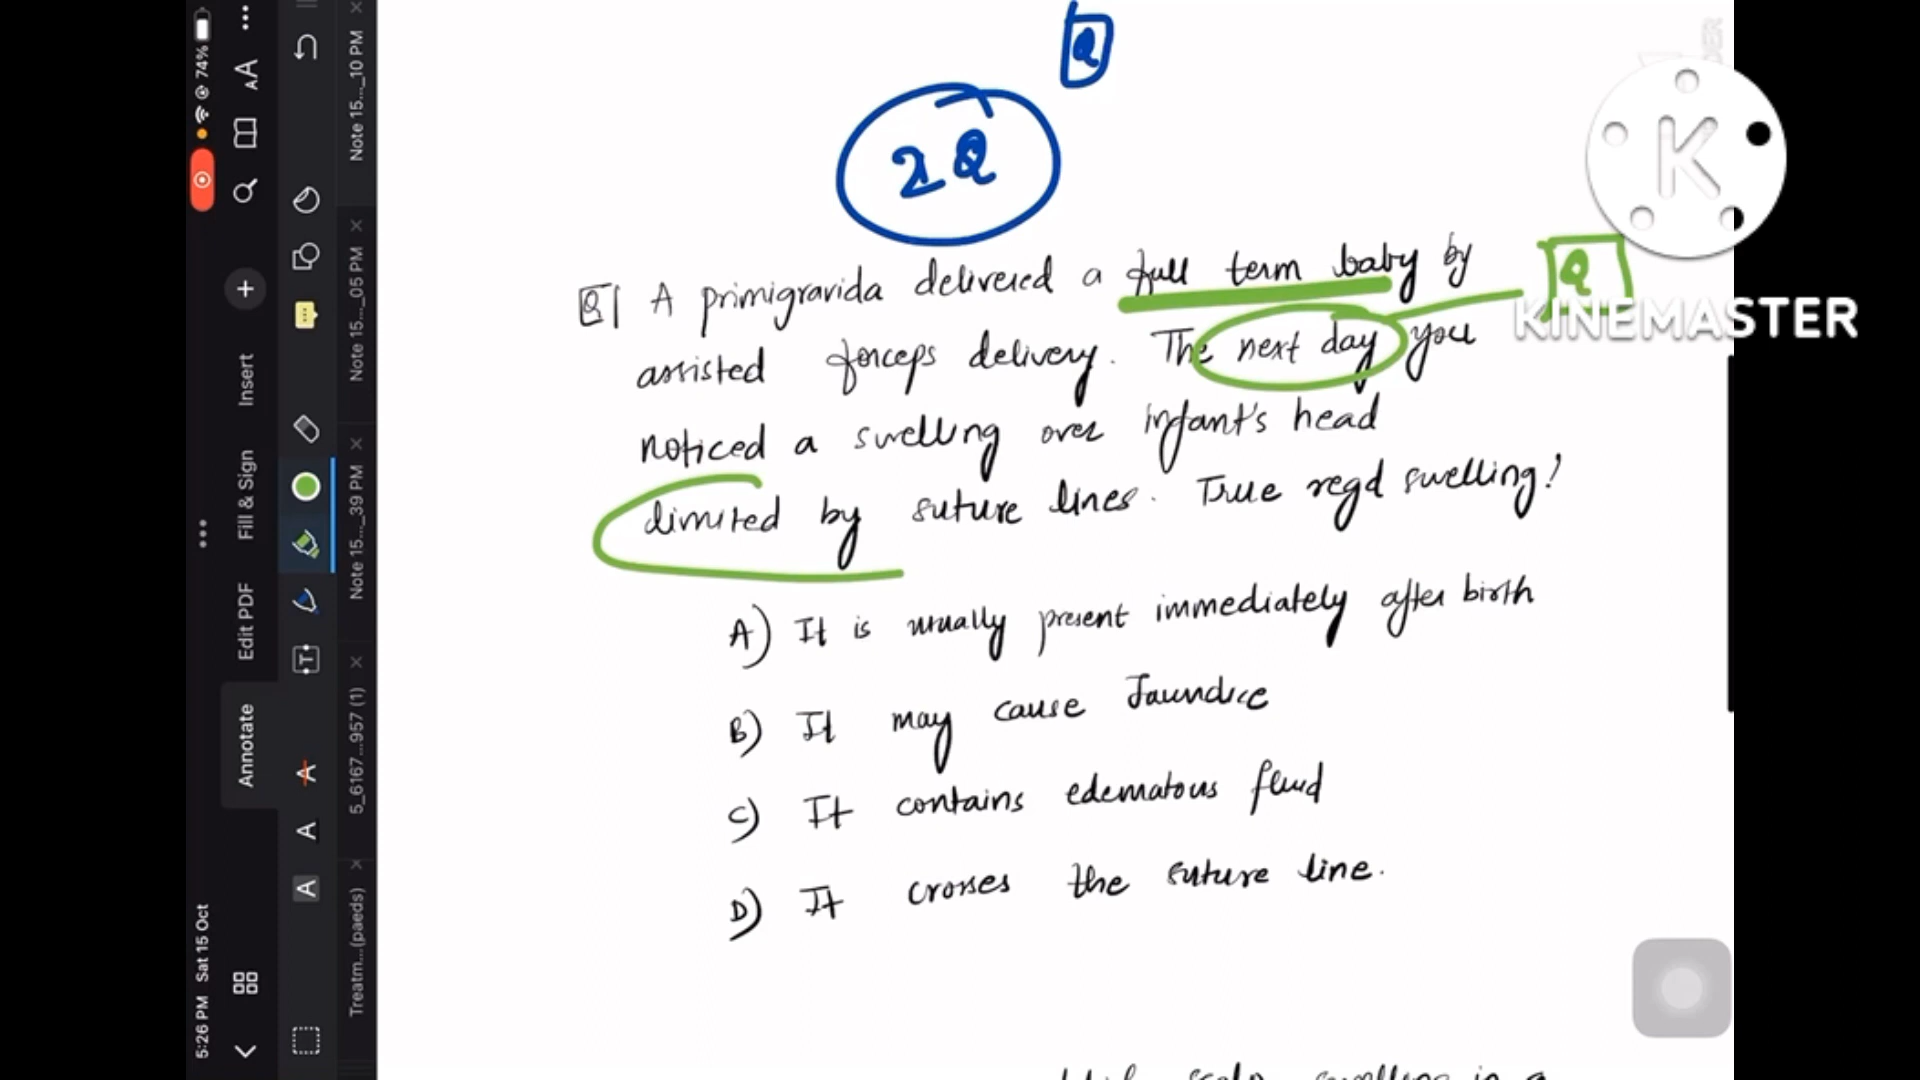 Q
2Q
Q
Q| A primigravida delivered a full term baby by
assisted forceps delivery. The next day you
noticed a swelling over infant's head
limited by suture lines. True regd swelling?
A) It is usually present immediately after birth
B) It may cause Jaundice
C) It contains edematous fluid
D) It crosses the suture line.
scalp swelling in a
K
KINEMASTER
5:26 PM Sat 15 Oct
74%
Annotate
Edit PDF
Fill & Sign
Insert
AA
T
A
A
A
Treatm...(paeds)
5_6167...957 (1)
Note 15..._39 PM
Note 15..._05 PM
Note 15..._10 PM